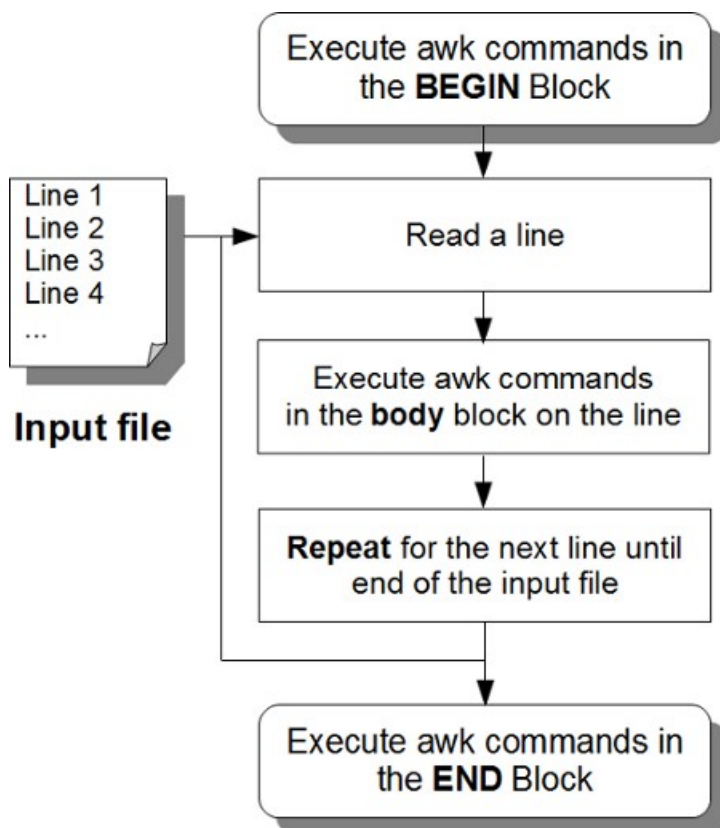 Execute awk commands in
the BEGIN Block
Line 1
Line 2
Line 3
Line 4
...
Input file
Read a line
Execute awk commands
in the body block on the line
Repeat for the next line until
end of the input file
Execute awk commands in
the END Block